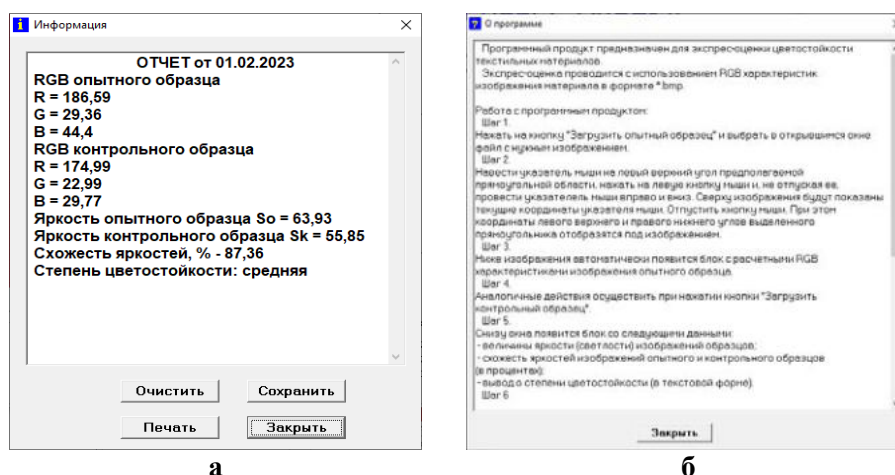 Информация
ОТЧЕТ от 01.02.2023
RGB опытного образца
R = 186,59
G = 29,36
B = 44,4
RGB контрольного образца
R = 174,99
G = 22,99
B = 29,77
Яркость опытного образца So = 63,93
Яркость контрольного образца Sk = 55,85
Схожесть яркостей, % - 87,36
Степень цветостойкости: средняя
Очистить
Сохранить
Печать
Закрыть
а
О программе
Программный продукт предназначен для экспресс-оценки цветостойкости
текстильных материалов.
Экспрес-оценка проводится с использованием RGB характеристик
изображения материала в формате *.bmp.
Работа с программным продуктом:
Шаг 1.
Нажать на кнопку "Загрузить опытный образец" и выбрать в открывшимся окне
файл с нужным изображением.
Шаг 2.
Навести указатель мыши на левый верхний угол предполагаемой
прямоугольной области, нажать на левую кнопку мыши и, не отпуская ее,
провести указателель мыши вправо и вниз. Сверху изображения будут показаны
текущие координаты указателя мыши. Отпустить кнопку мыши. При этом
координаты левого верхнего и правого нижнего углов выделенного
прямоугольника отобразятся под изображением.
Шаг 3.
Ниже изображения автоматически появится блок с расчетными RGB
характеристиками изображения опытного образца.
Шаг 4.
Аналогичные действия осуществить при нажатии кнопки "Загрузить
контрольный образец".
Шаг 5.
Снизу окна появится блок со следующими данными:
- величины яркости (светлости) изображений образцов;
- схожесть яркостей изображений опытного и контрольного образцов
(в процентах);
- вывод о степени цветостойкости (в текстовой форме).
Шаг 6
Закрыть
б